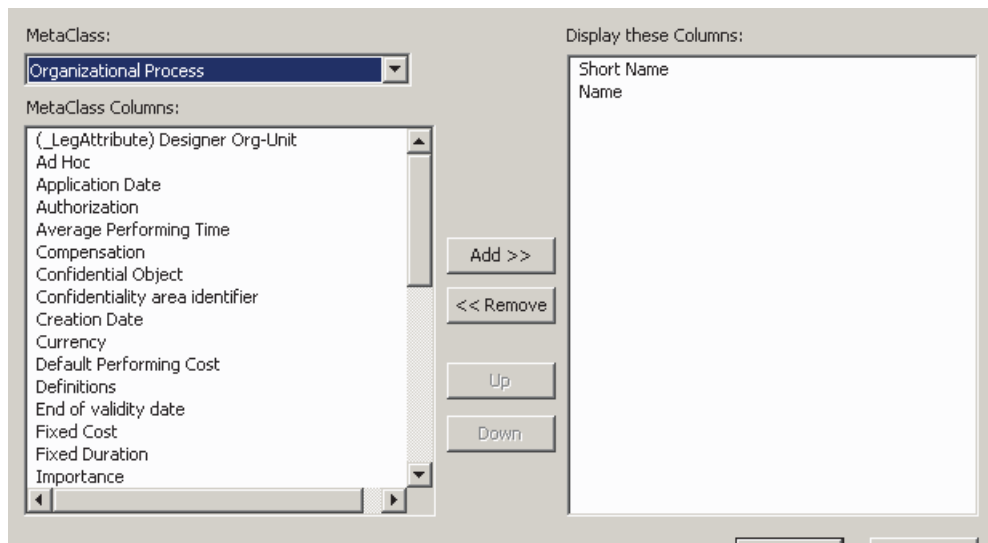 MetaClass:
Organizational Process
MetaClass Columns:
(_LegAttribute) Designer Org-Unit
Ad Hoc
Application Date
Authorization
Average Performing Time
Compensation
Confidential Object
Confidentiality area identifier
Creation Date
Currency
Default Performing Cost
Definitions
End of validity date
Fixed Cost
Fixed Duration
Importance
Add >>
<< Remove
Up
Down
Display these Columns:
Short Name
Name